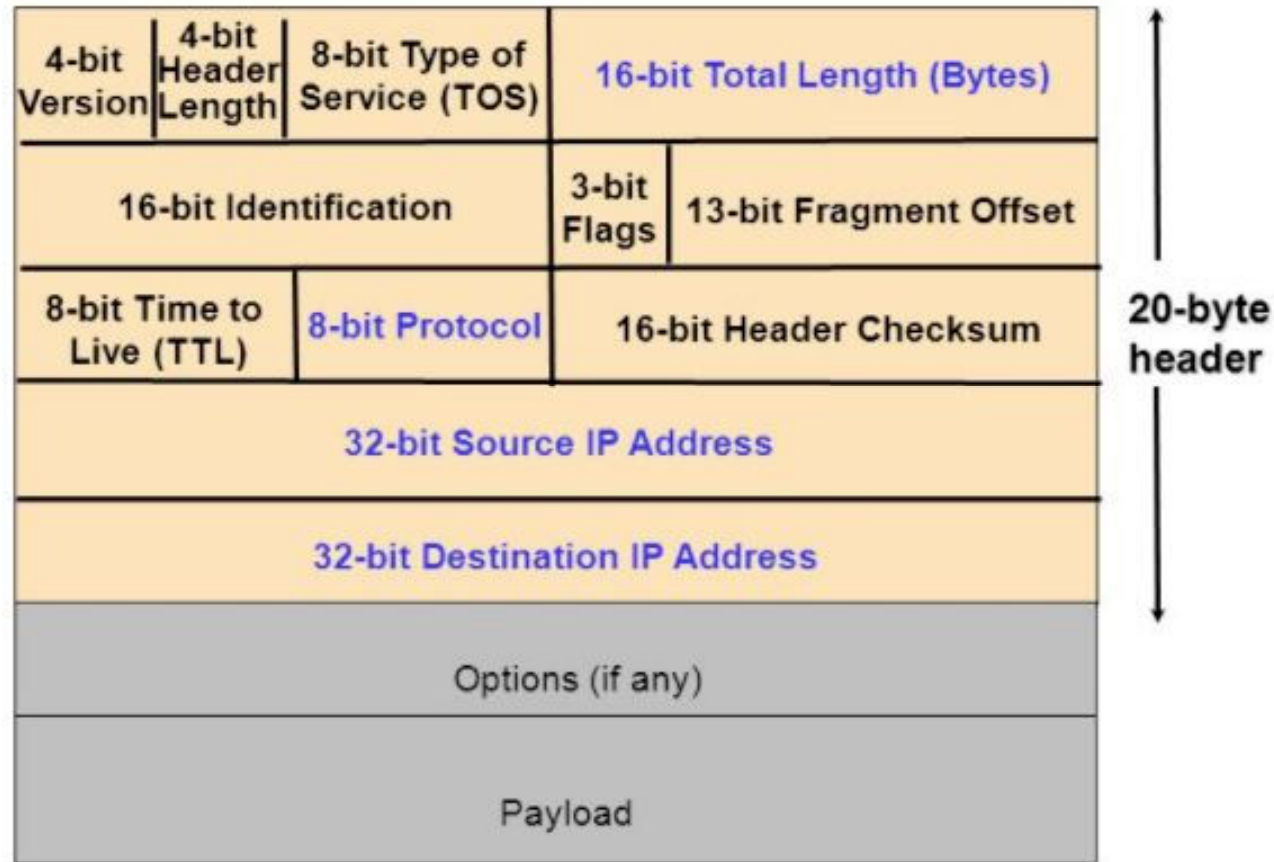 4-bit
Version
4-bit
Header
Length
8-bit Type of
Service (TOS)
16-bit Total Length (Bytes)
16-bit Identification
3-bit
Flags
13-bit Fragment Offset
8-bit Time to
Live (TTL)
8-bit Protocol
16-bit Header Checksum
20-byte
header
32-bit Source IP Address
32-bit Destination IP Address
Options (if any)
Payload